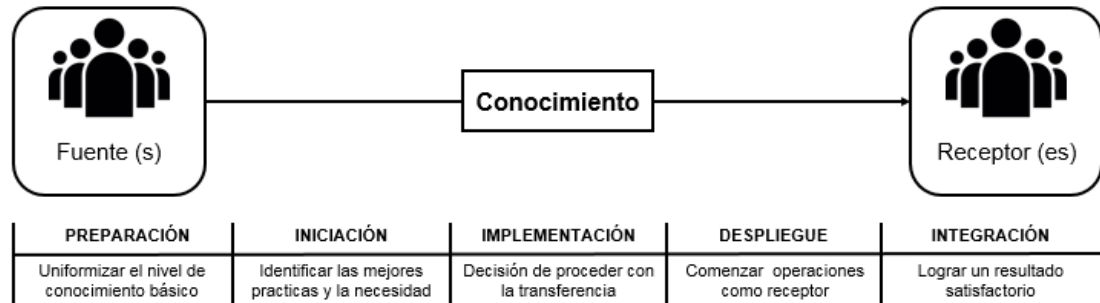 Fuente (s)
Conocimiento
Receptor (es)
PREPARACIÓN
INICIACIÓN
IMPLEMENTACIÓN
DESPLIEGUE
INTEGRACIÓN
Uniformizar el nivel de
conocimiento básico
Identificar las mejores
practicas y la necesidad
Decisión de proceder con
la transferencia
Comenzar operaciones
como receptor
Lograr un resultado
satisfactorio